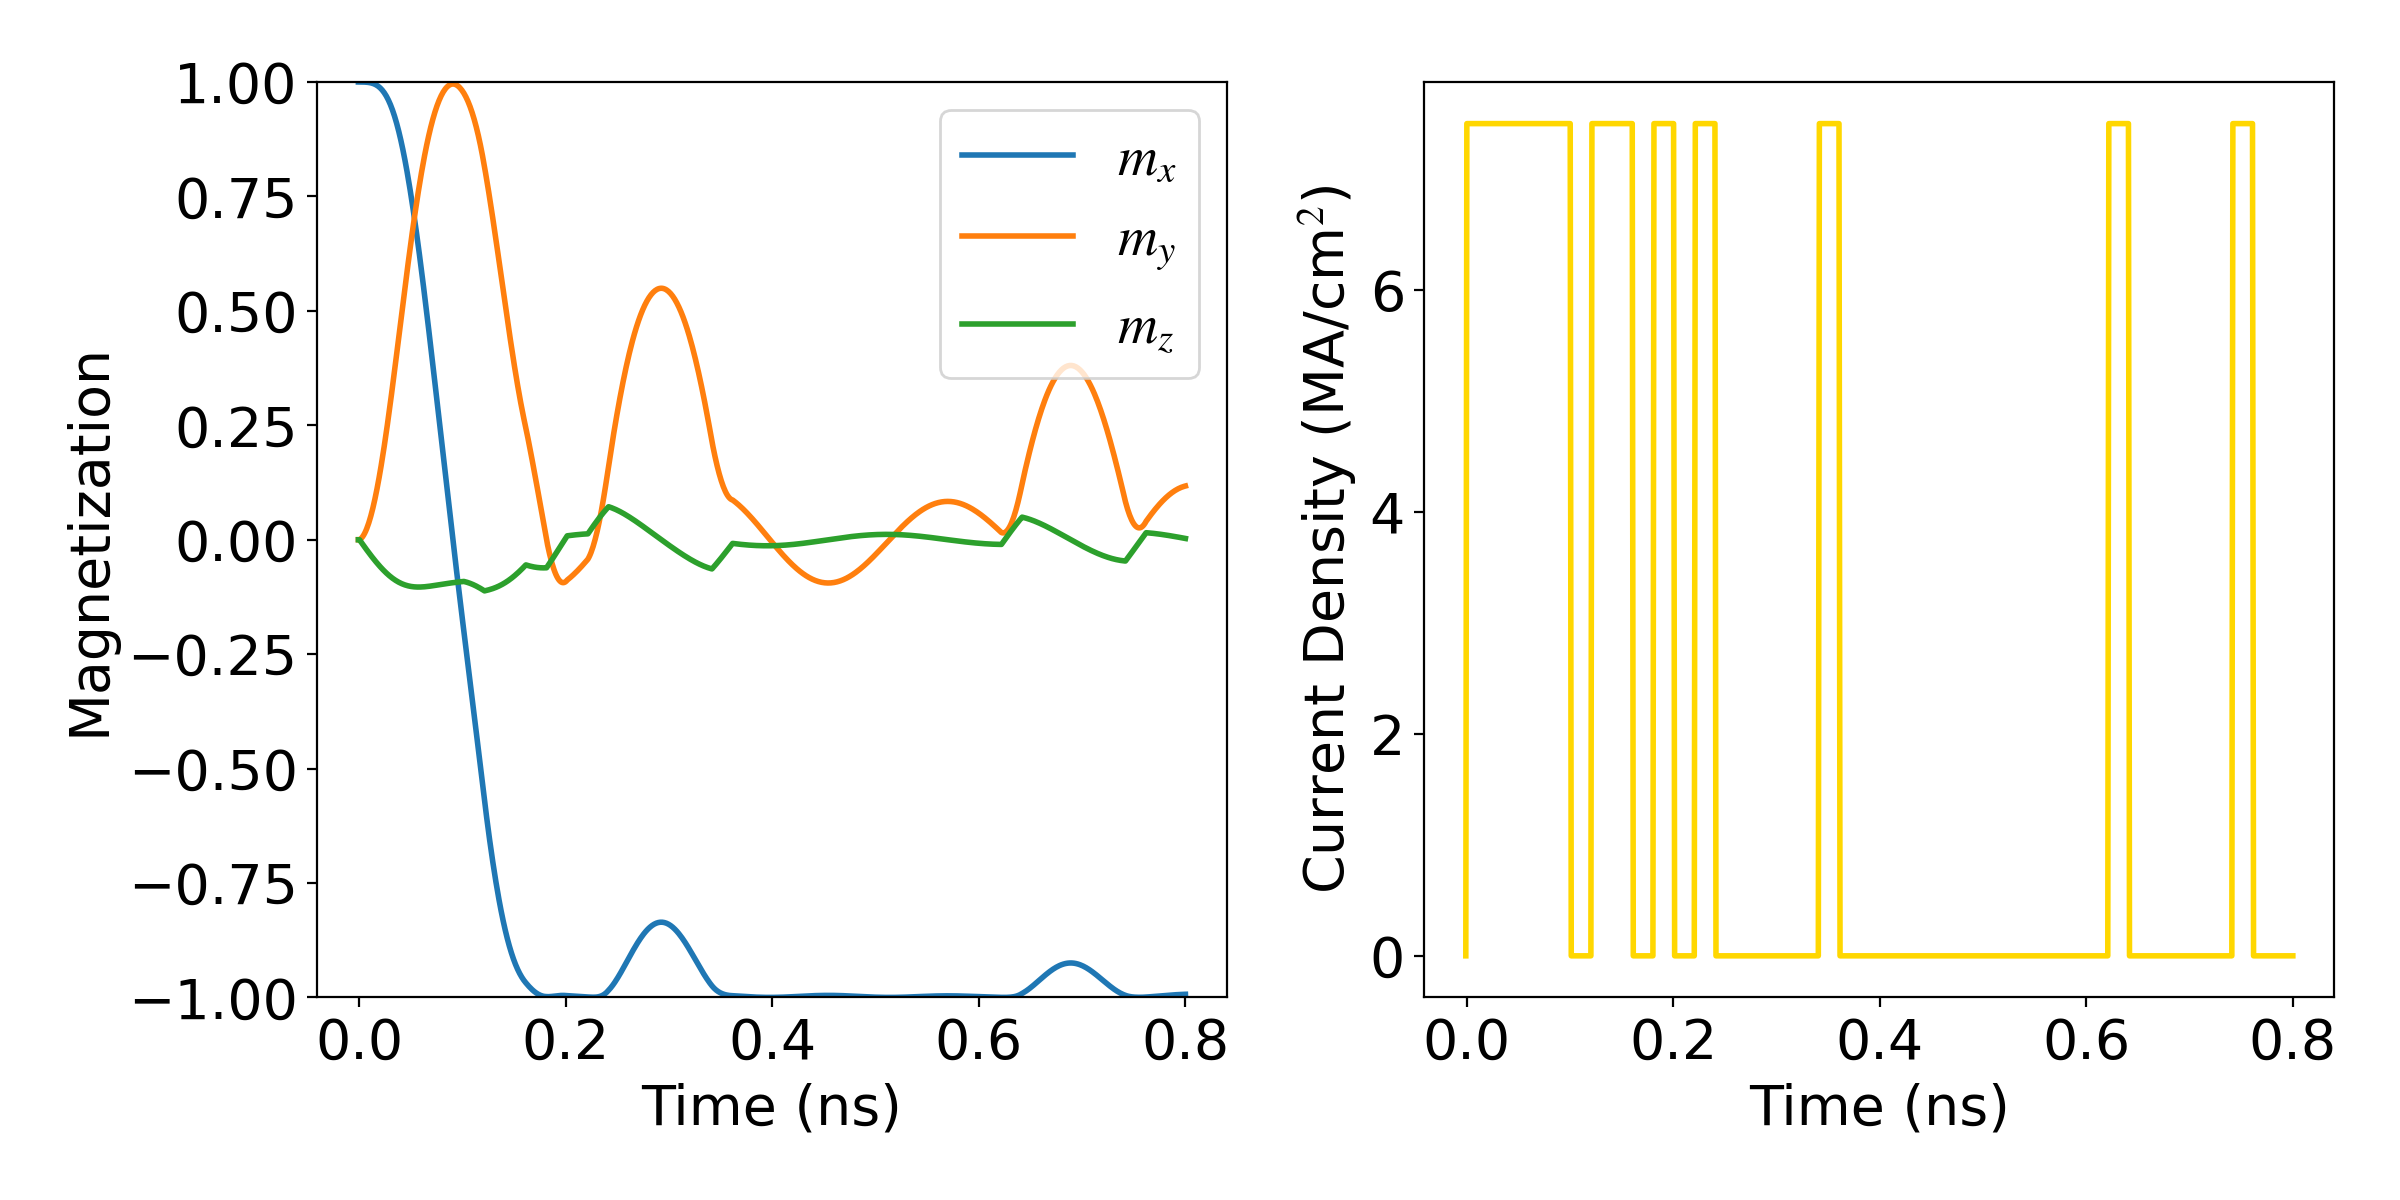 Magnetization
1.00
0.75
0.50
0.25
0.00
−0.25
−0.50
−0.75
−1.00
0.0 0.2 0.4 0.6 0.8
Time (ns)
m_x
m_y
m_z
Current Density (MA/cm²)
6
4
2
0
0.0 0.2 0.4 0.6 0.8
Time (ns)